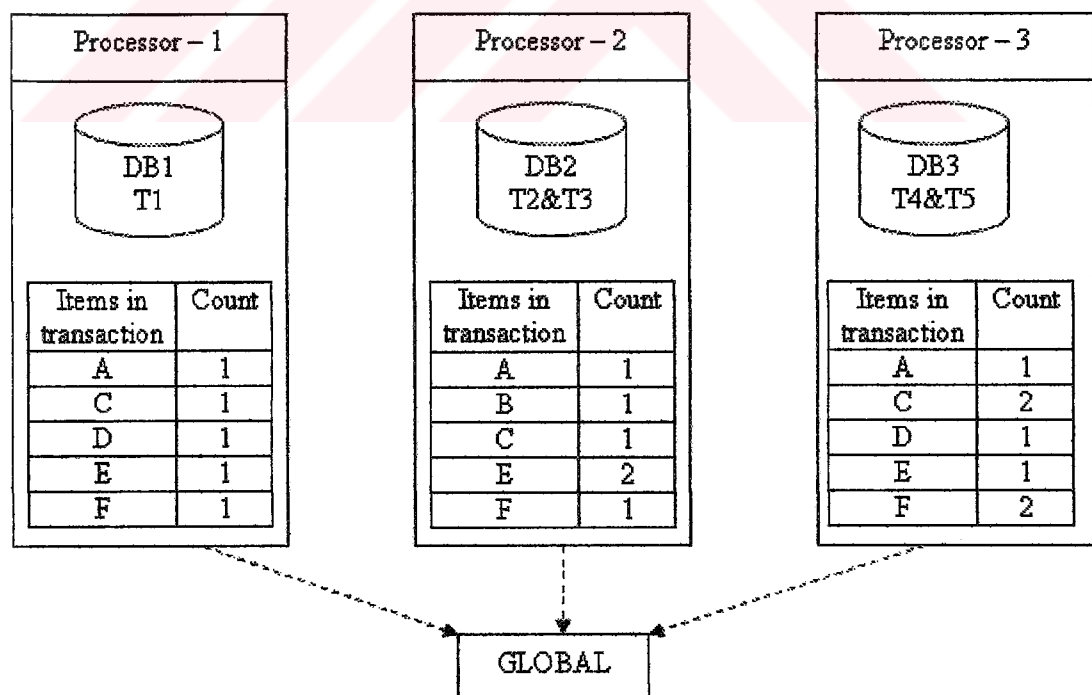 Processor – 1
DB1
T1
Items in transaction Count
A 1
C 1
D 1
E 1
F 1
Processor – 2
DB2
T2&T3
Items in transaction Count
A 1
B 1
C 1
E 2
F 1
Processor – 3
DB3
T4&T5
Items in transaction Count
A 1
C 2
D 1
E 1
F 2
GLOBAL